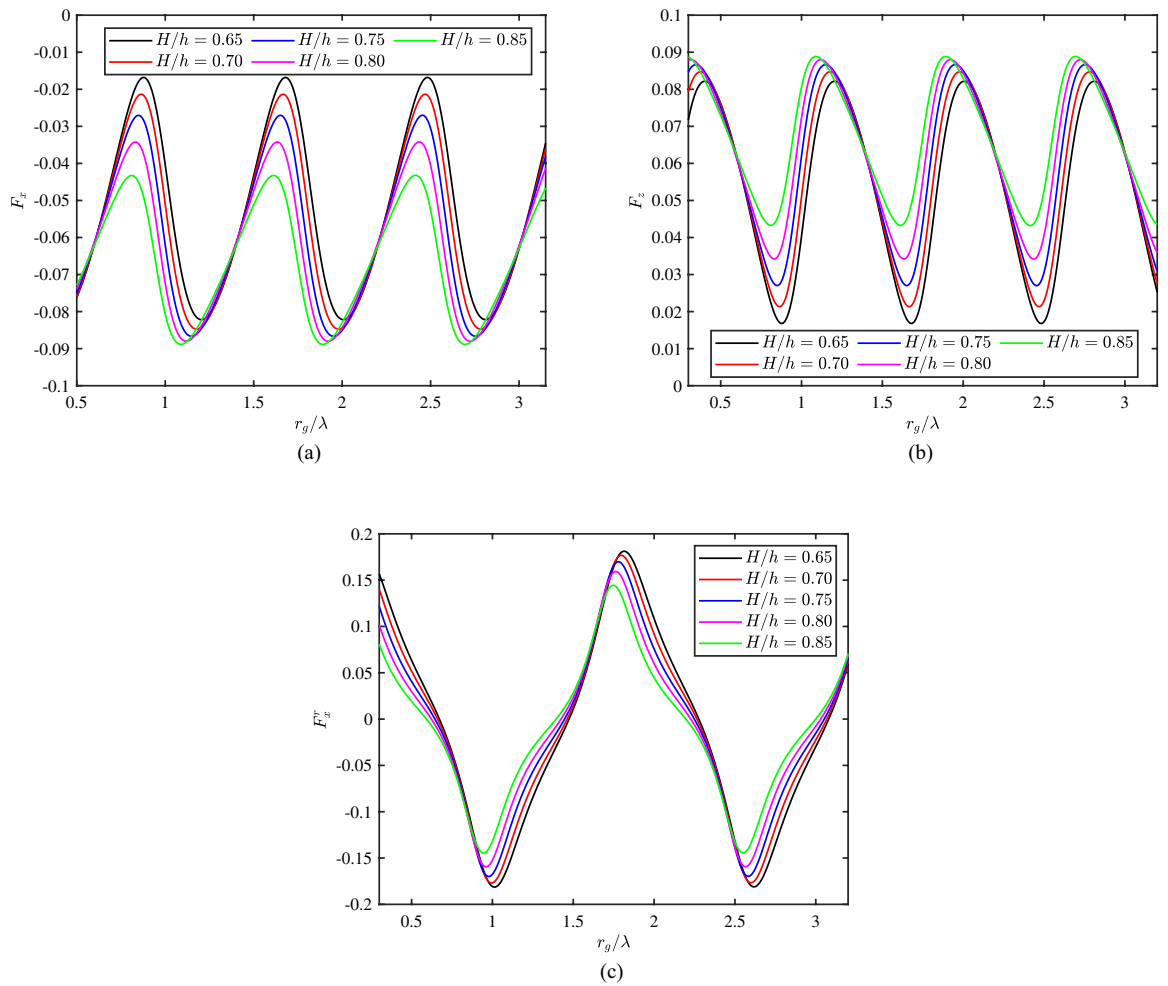 0
-0.01
-0.02
-0.03
-0.04
-0.05
-0.06
-0.07
-0.08
-0.09
-0.1
F_x
H/h = 0.65 H/h = 0.75 H/h = 0.85
H/h = 0.70 H/h = 0.80
0.5 1 1.5 2 2.5 3
r_g/λ
(a)
0.1
0.09
0.08
0.07
0.06
0.05
0.04
0.03
0.02
0.01
0
F_z
H/h = 0.65 H/h = 0.75 H/h = 0.85
H/h = 0.70 H/h = 0.80
0.5 1 1.5 2 2.5 3
r_g/λ
(b)
0.2
0.15
0.1
0.05
0
-0.05
-0.1
-0.15
-0.2
F_x^r
H/h = 0.65
H/h = 0.70
H/h = 0.75
H/h = 0.80
H/h = 0.85
0.5 1 1.5 2 2.5 3
r_g/λ
(c)